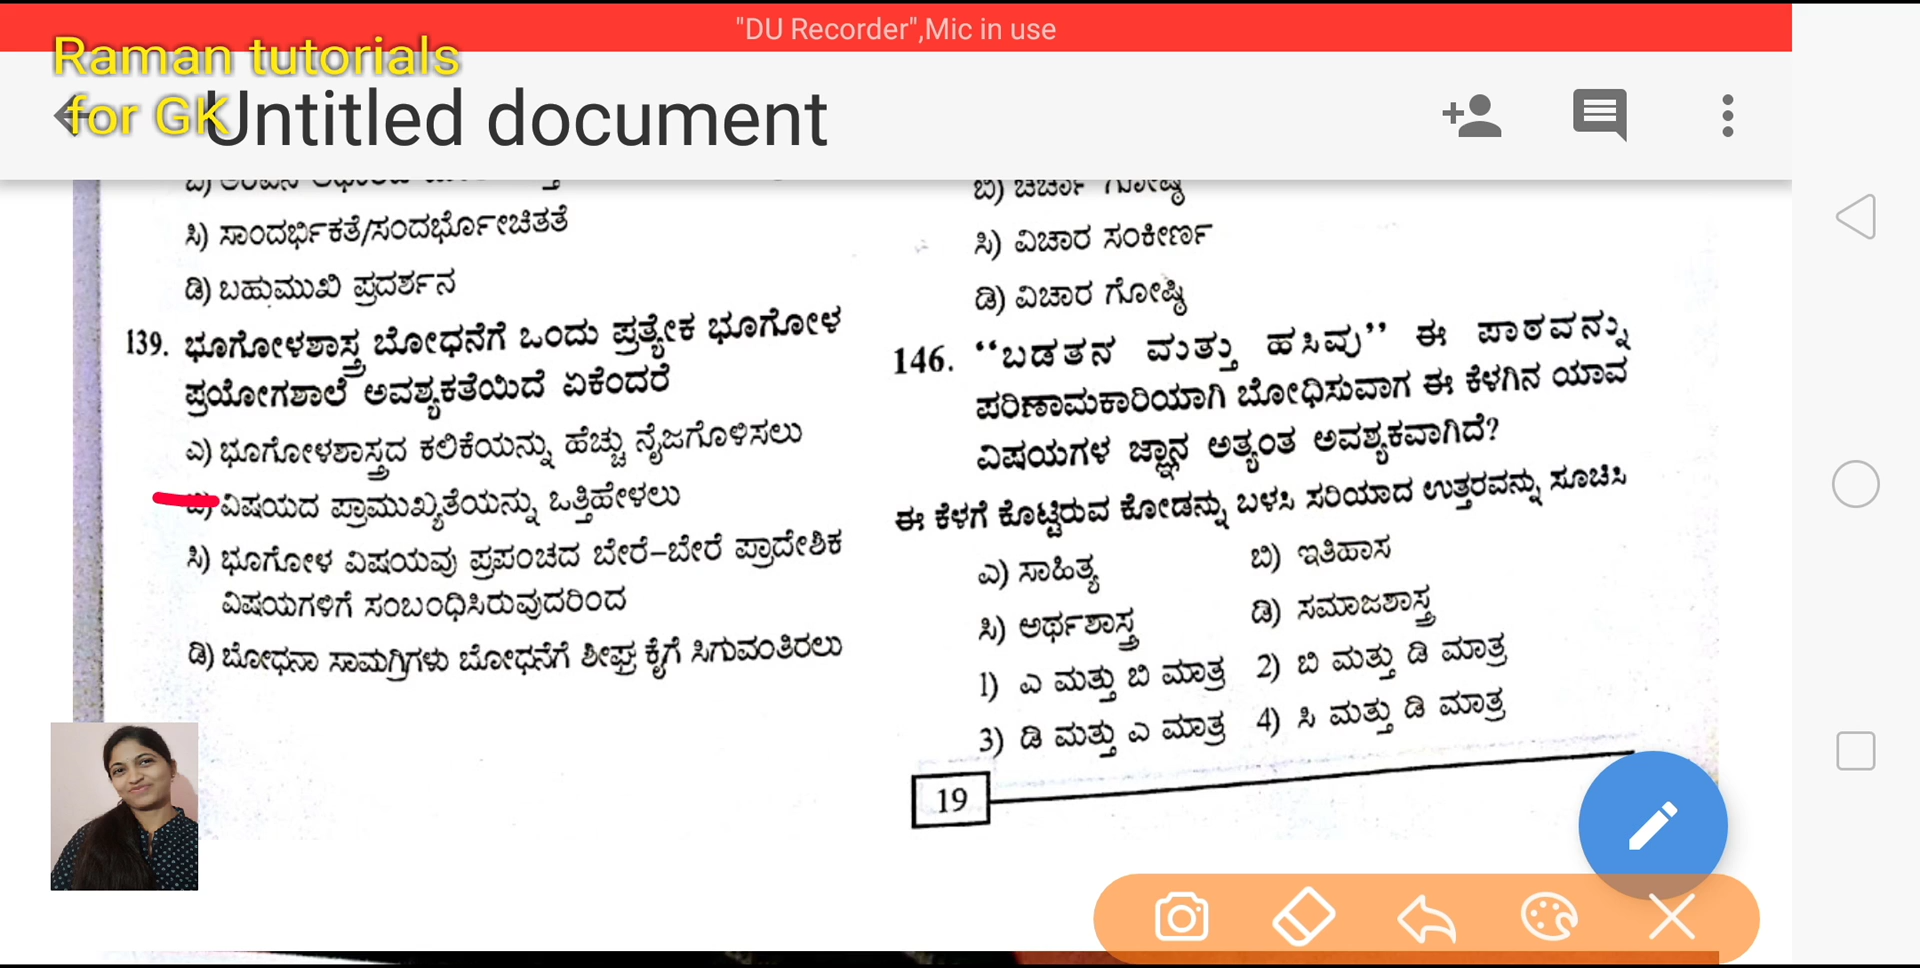 "DU Recorder",Mic in use
Raman tutorials
for GK
Untitled document
ಸಿ) ಸಾಂದರ್ಭಿಕತೆ/ಸಂದರ್ಭೋಚಿತತೆ
ಡಿ) ಬಹುಮುಖಿ ಪ್ರದರ್ಶನ
139. ಭೂಗೋಳಶಾಸ್ತ್ರ ಬೋಧನೆಗೆ ಒಂದು ಪ್ರತ್ಯೇಕ ಭೂಗೋಳ
ಪ್ರಯೋಗಶಾಲೆ ಅವಶ್ಯಕತೆಯಿದೆ ಏಕೆಂದರೆ
ಎ) ಭೂಗೋಳಶಾಸ್ತ್ರದ ಕಲಿಕೆಯನ್ನು ಹೆಚ್ಚು ನೈಜಗೊಳಿಸಲು
ಬಿ) ವಿಷಯದ ಪ್ರಾಮುಖ್ಯತೆಯನ್ನು ಒತ್ತಿಹೇಳಲು
ಸಿ) ಭೂಗೋಳ ವಿಷಯವು ಪ್ರಪಂಚದ ಬೇರೆ-ಬೇರೆ ಪ್ರಾದೇಶಿಕ
ವಿಷಯಗಳಿಗೆ ಸಂಬಂಧಿಸಿರುವುದರಿಂದ
ಡಿ) ಬೋಧನಾ ಸಾಮಗ್ರಿಗಳು ಬೋಧನೆಗೆ ಶೀಘ್ರ ಕೈಗೆ ಸಿಗುವಂತಿರಲು
ಬಿ) ಚರ್ಚಾ ಗೋಷ್ಠಿ
ಸಿ) ವಿಚಾರ ಸಂಕೀರ್ಣ
ಡಿ) ವಿಚಾರ ಗೋಷ್ಠಿ
146. “ಬಡತನ ಮತ್ತು ಹಸಿವು” ಈ ಪಾಠವನ್ನು
ಪರಿಣಾಮಕಾರಿಯಾಗಿ ಬೋಧಿಸುವಾಗ ಈ ಕೆಳಗಿನ ಯಾವ
ವಿಷಯಗಳ ಜ್ಞಾನ ಅತ್ಯಂತ ಅವಶ್ಯಕವಾಗಿದೆ?
ಈ ಕೆಳಗೆ ಕೊಟ್ಟಿರುವ ಕೋಡನ್ನು ಬಳಸಿ ಸರಿಯಾದ ಉತ್ತರವನ್ನು ಸೂಚಿಸಿ
ಎ) ಸಾಹಿತ್ಯ ಬಿ) ಇತಿಹಾಸ
ಸಿ) ಅರ್ಥಶಾಸ್ತ್ರ ಡಿ) ಸಮಾಜಶಾಸ್ತ್ರ
1) ಎ ಮತ್ತು ಬಿ ಮಾತ್ರ 2) ಬಿ ಮತ್ತು ಡಿ ಮಾತ್ರ
3) ಡಿ ಮತ್ತು ಎ ಮಾತ್ರ 4) ಸಿ ಮತ್ತು ಡಿ ಮಾತ್ರ
19